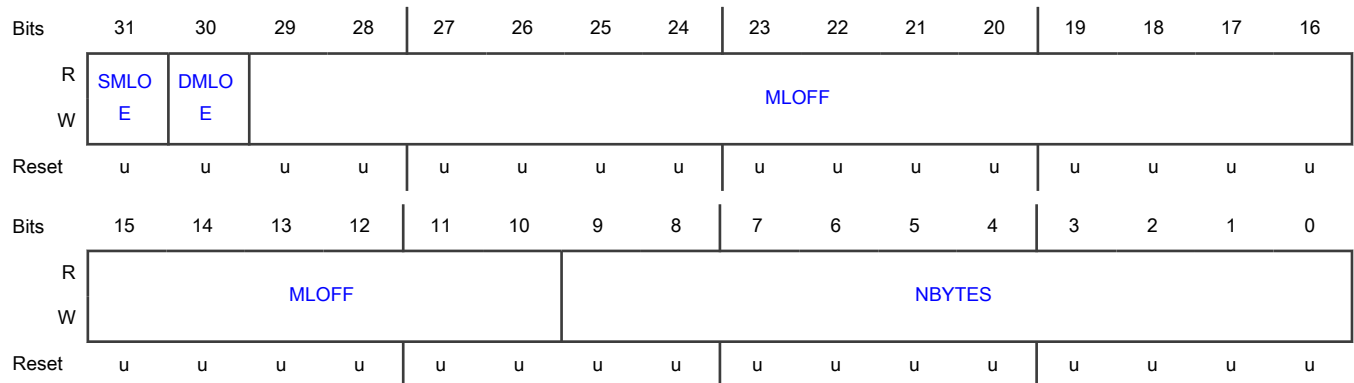 Bits 31 30 29 28 27 26 25 24 23 22 21 20 19 18 17 16
R
SMLO DMLO
MLOFF
E E
W
Reset u u u u u u u u u u u u u u u u
Bits 15 14 13 12 11 10 9 8 7 6 5 4 3 2 1 0
R
MLOFF NBYTES
W
Reset u u u u u u u u u u u u u u u u